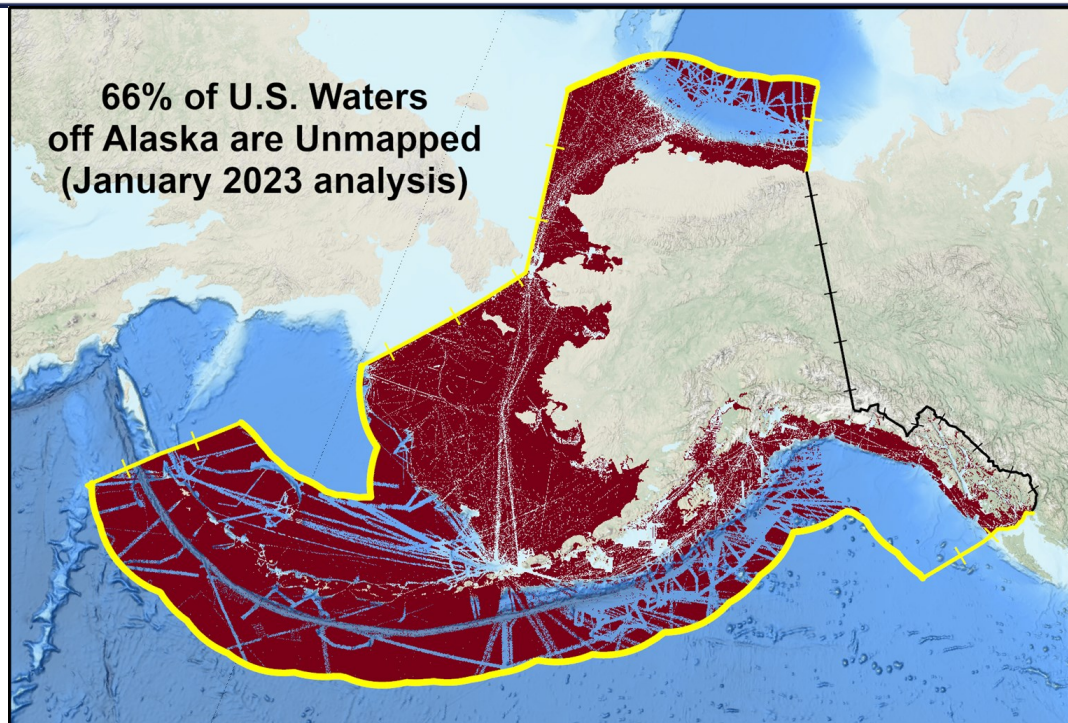 66% of U.S. Waters
off Alaska are Unmapped
(January 2023 analysis)